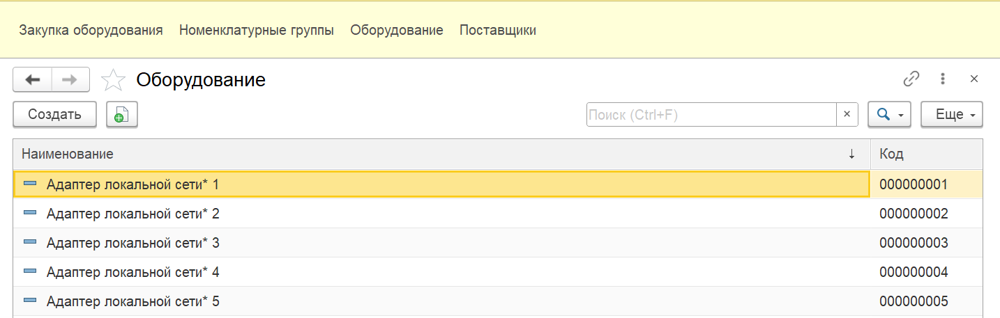 Закупка оборудования Номенклатурные группы Оборудование Поставщики
Оборудование
Создать Поиск (Ctrl+F) × Еще
Наименование ↓ Код
Адаптер локальной сети* 1 000000001
Адаптер локальной сети* 2 000000002
Адаптер локальной сети* 3 000000003
Адаптер локальной сети* 4 000000004
Адаптер локальной сети* 5 000000005